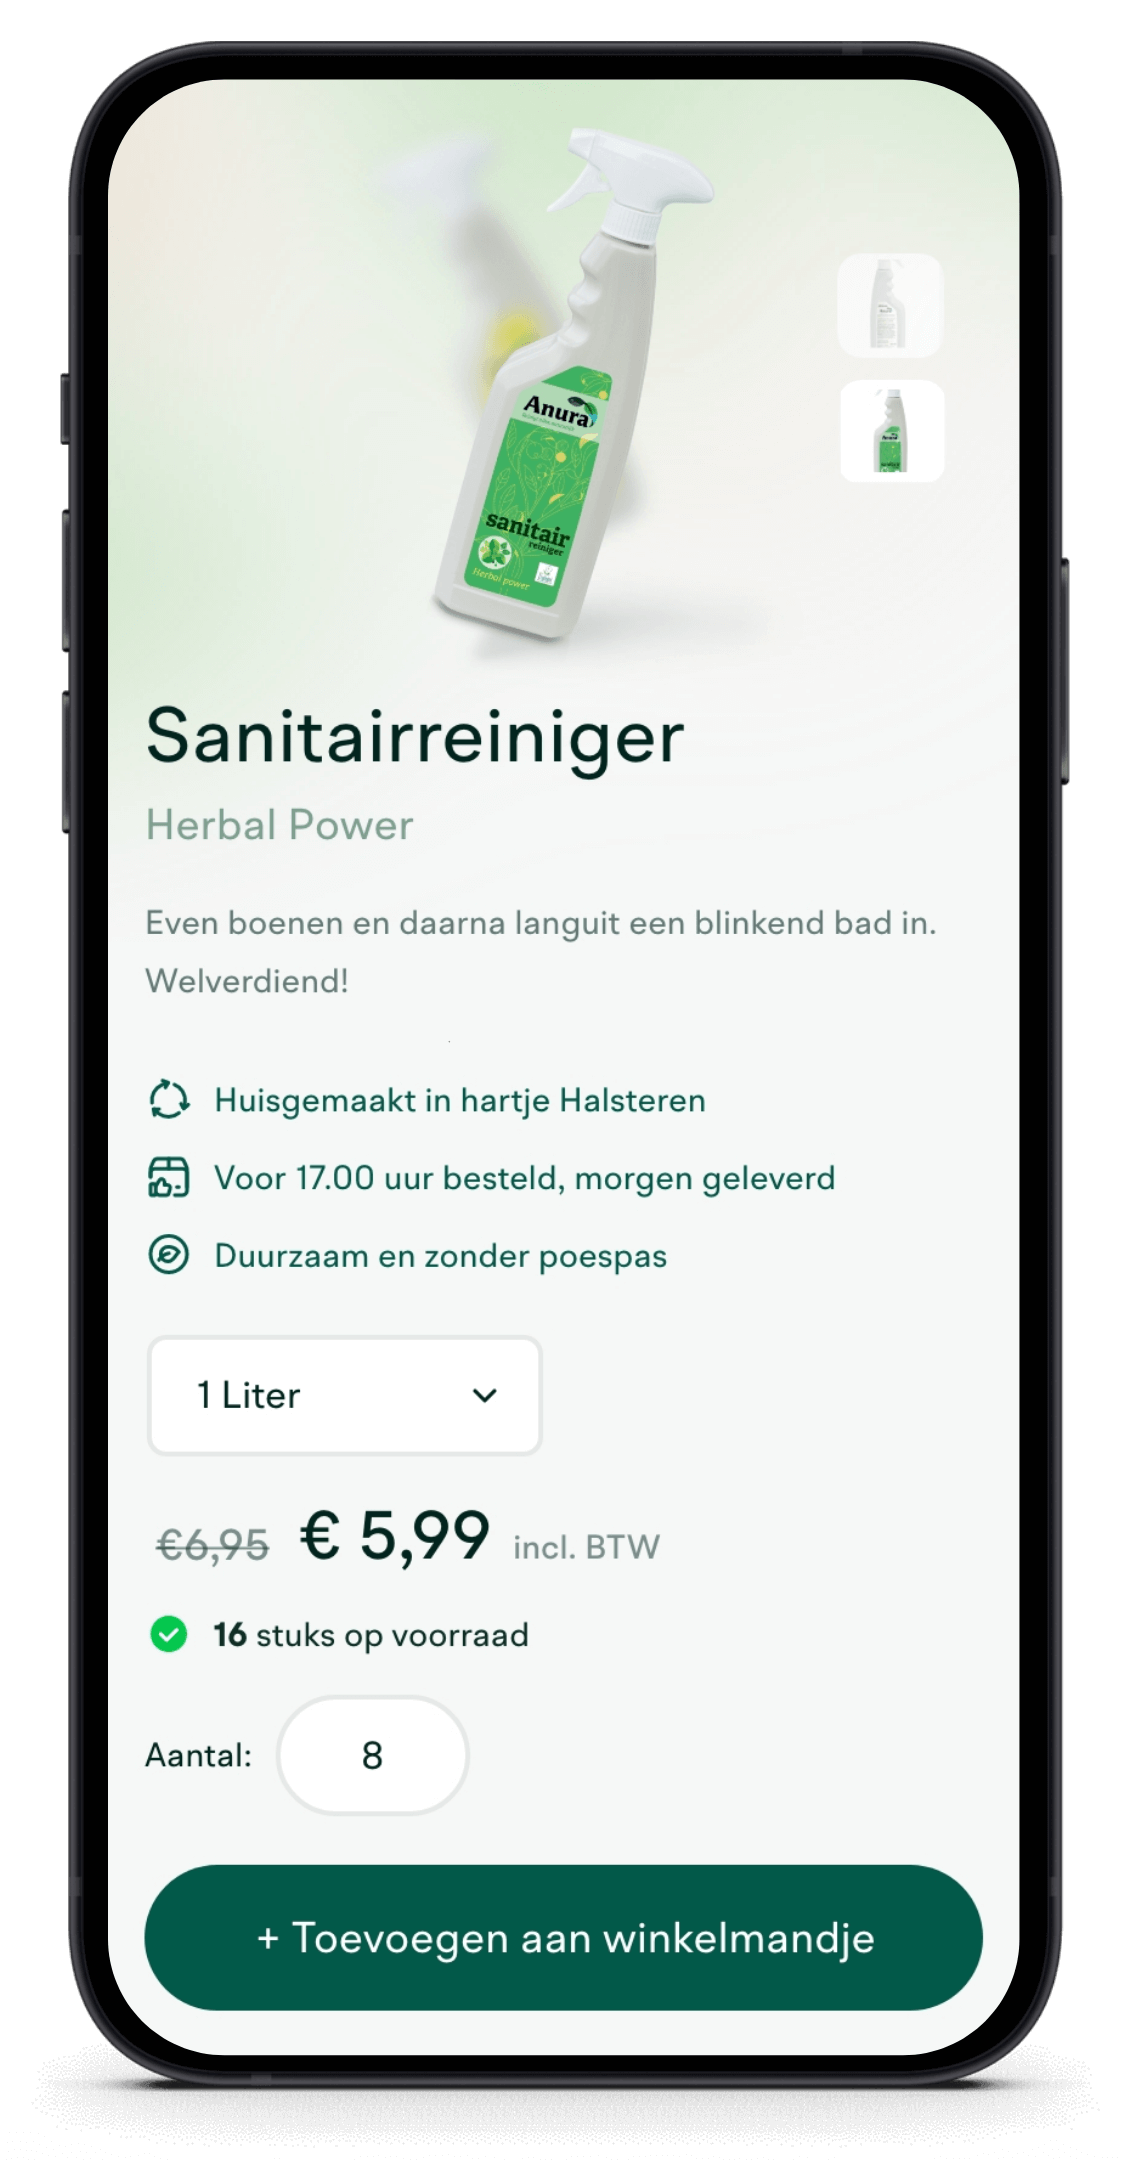 Anura
sanitair
reiniger
Herbal power
Sanitairreiniger
Herbal Power
Even boenen en daarna languit een blinkend bad in.
Welverdiend!
Huisgemaakt in hartje Halsteren
Voor 17.00 uur besteld, morgen geleverd
Duurzaam en zonder poespas
1 Liter
€6,95 € 5,99 incl. BTW
16 stuks op voorraad
Aantal: 8
+ Toevoegen aan winkelmandje